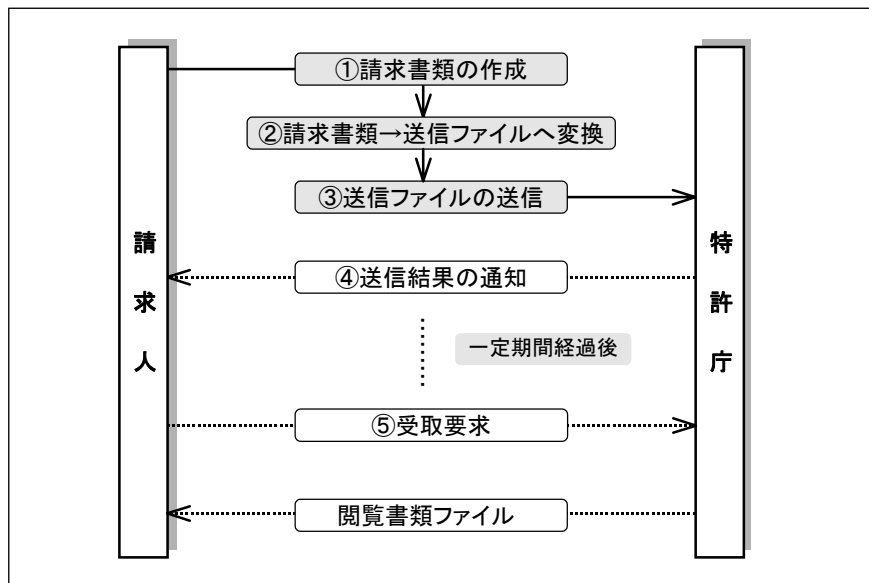 ①請求書類の作成
②請求書類→送信ファイルへ変換
③送信ファイルの送信
請求人
特許庁
④送信結果の通知
一定期間経過後
⑤受取要求
閲覧書類ファイル